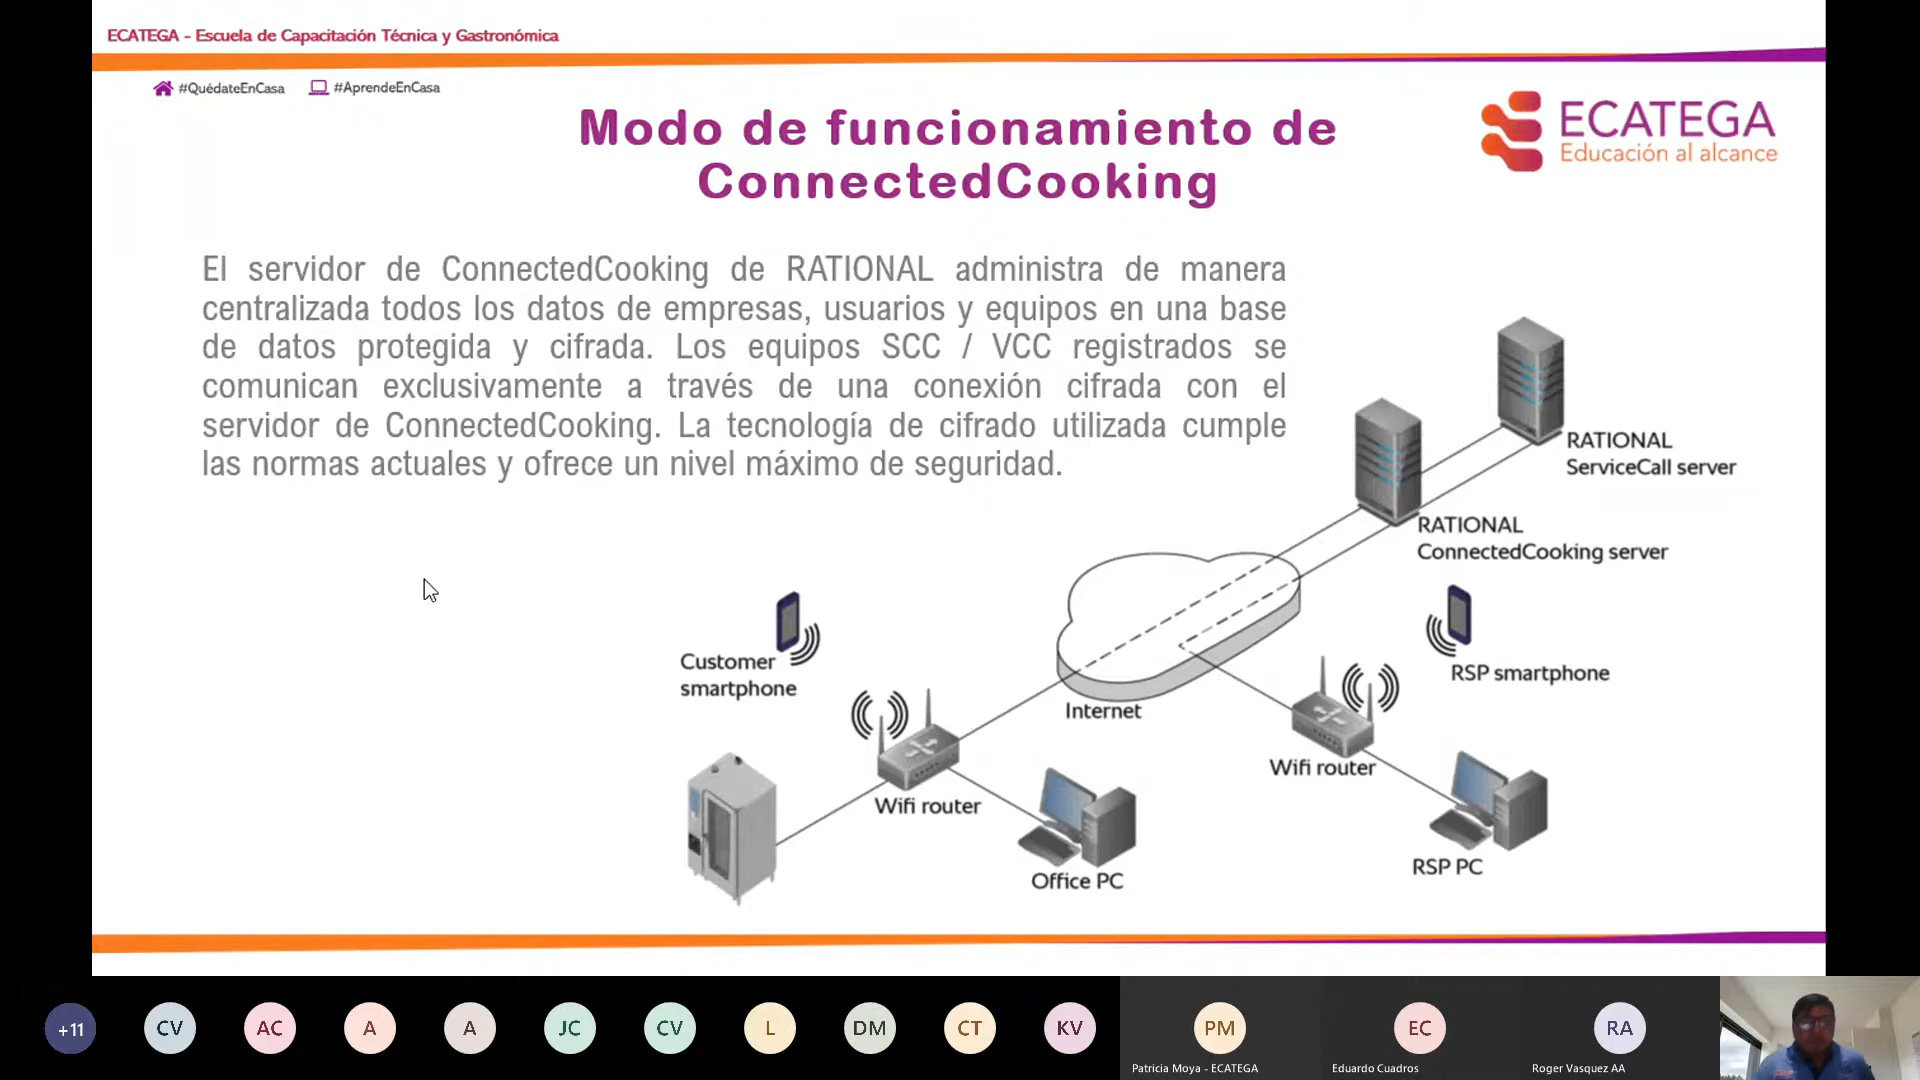 ECATEGA - Escuela de Capacitación Técnica y Gastronómica
#QuédateEnCasa #AprendeEnCasa
Modo de funcionamiento de
ConnectedCooking
ECATEGA
Educación al alcance
El servidor de ConnectedCooking de RATIONAL administra de manera
centralizada todos los datos de empresas, usuarios y equipos en una base
de datos protegida y cifrada. Los equipos SCC / VCC registrados se
comunican exclusivamente a través de una conexión cifrada con el
servidor de ConnectedCooking. La tecnología de cifrado utilizada cumple
las normas actuales y ofrece un nivel máximo de seguridad.
RATIONAL
ServiceCall server
RATIONAL
ConnectedCooking server
Customer
smartphone
RSP smartphone
Internet
Wifi router
Wifi router
Office PC
RSP PC
+11 CV AC A A JC CV L DM CT KV PM EC RA
Patricia Moya - ECATEGA Eduardo Cuadros Roger Vasquez AA